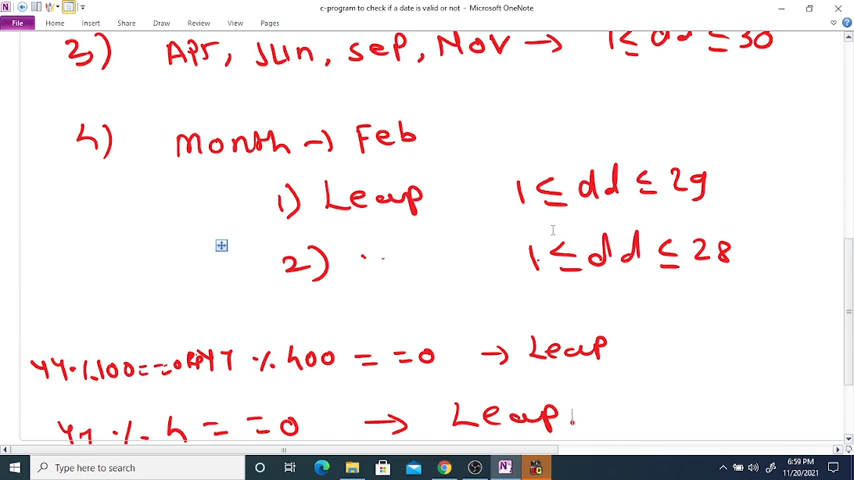 c-program to check if a date is valid or not - Microsoft OneNote
File Home Insert Share Draw History Review View Pages
3) Apr, Jun, sep, Nov → 1 ≤ dd ≤ 30
4) Month → Feb
1) Leap 1 ≤ dd ≤ 29
2) 1 ≤ dd ≤ 28
YY % 400 == 0 → Leap
YY % 4 == 0 → Leap
Type here to search
6:59 PM
11/20/2021